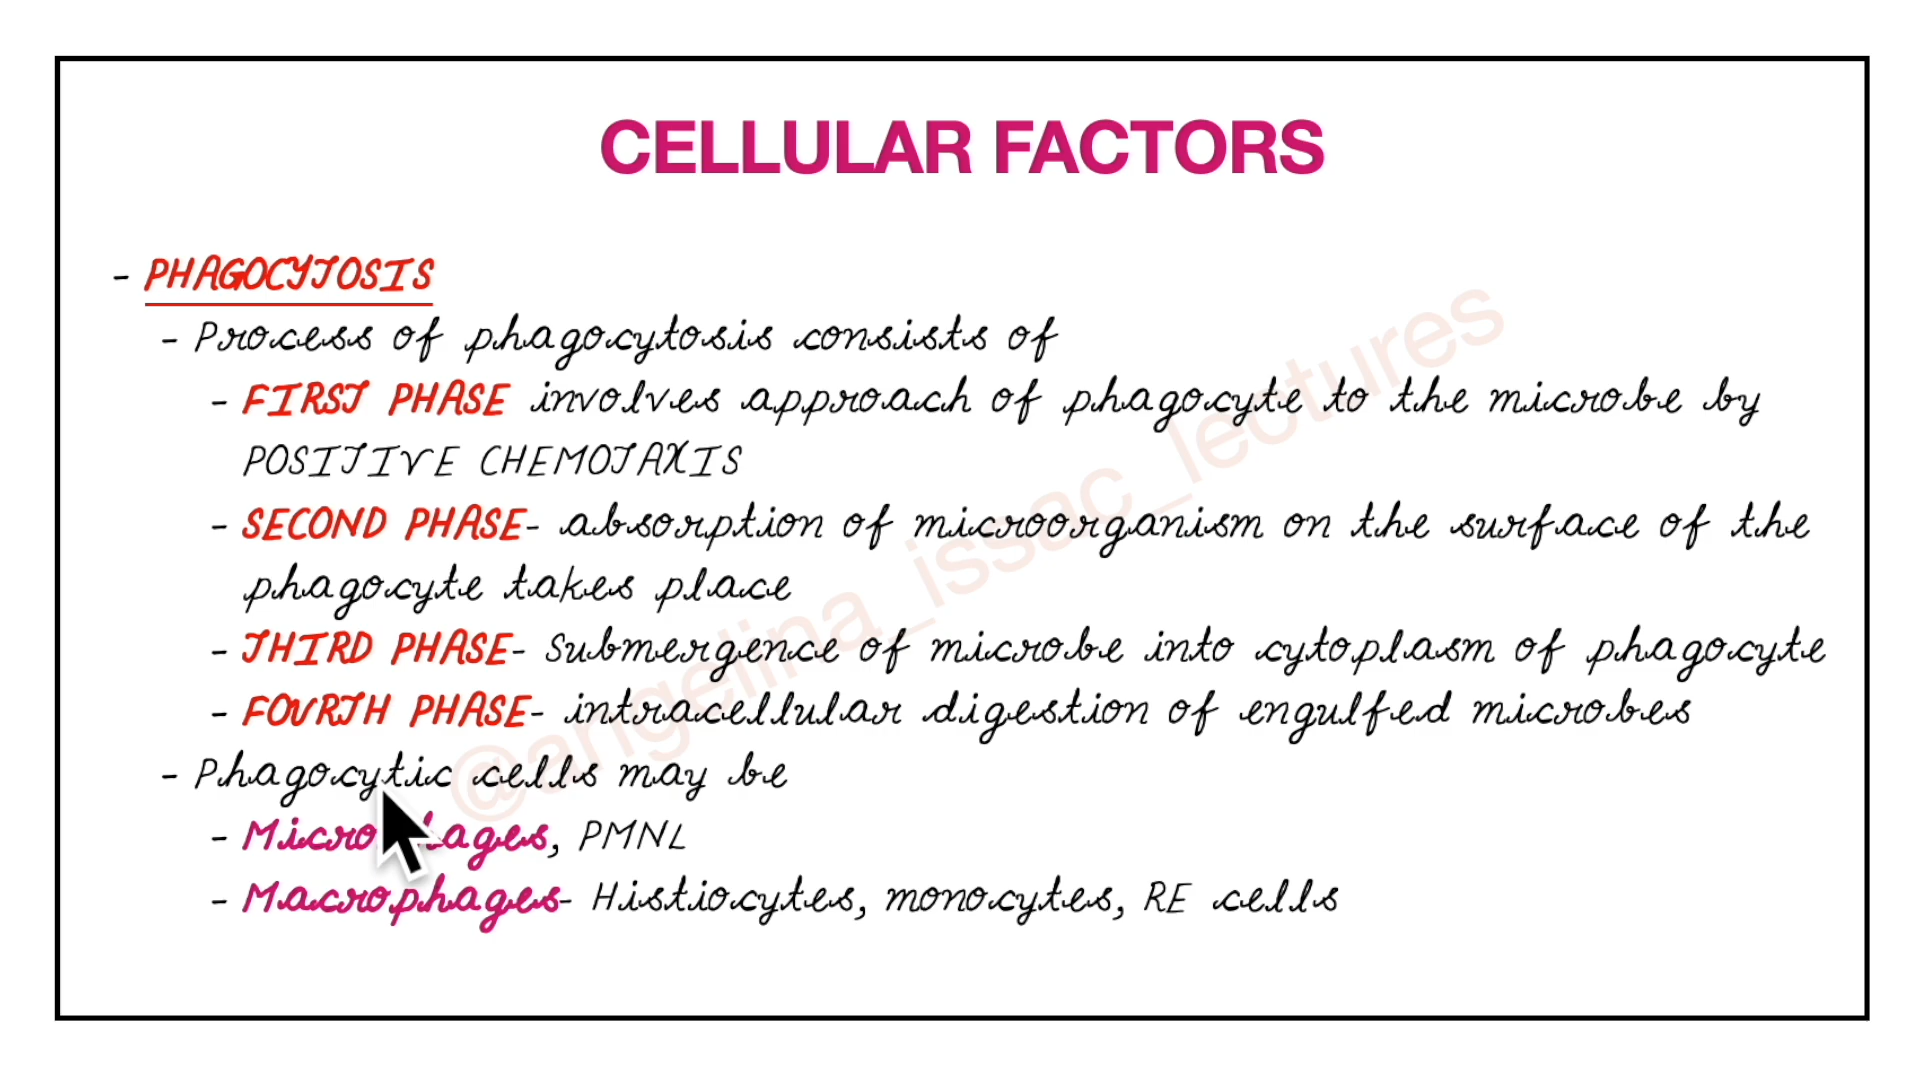 CELLULAR FACTORS
- PHAGOCYTOSIS
- Process of phagocytosis consists of
- FIRST PHASE involves approach of phagocyte to the microbe by
POSITIVE CHEMOTAXIS
- SECOND PHASE- absorption of microorganism on the surface of the
phagocyte takes place
- THIRD PHASE- Submergence of microbe into cytoplasm of phagocyte
- FOURTH PHASE- intracellular digestion of engulfed microbes
- Phagocytic cells may be
- Microphages, PMNL
- Macrophages- Histiocytes, monocytes, RE cells
@angelina_issac_lectures